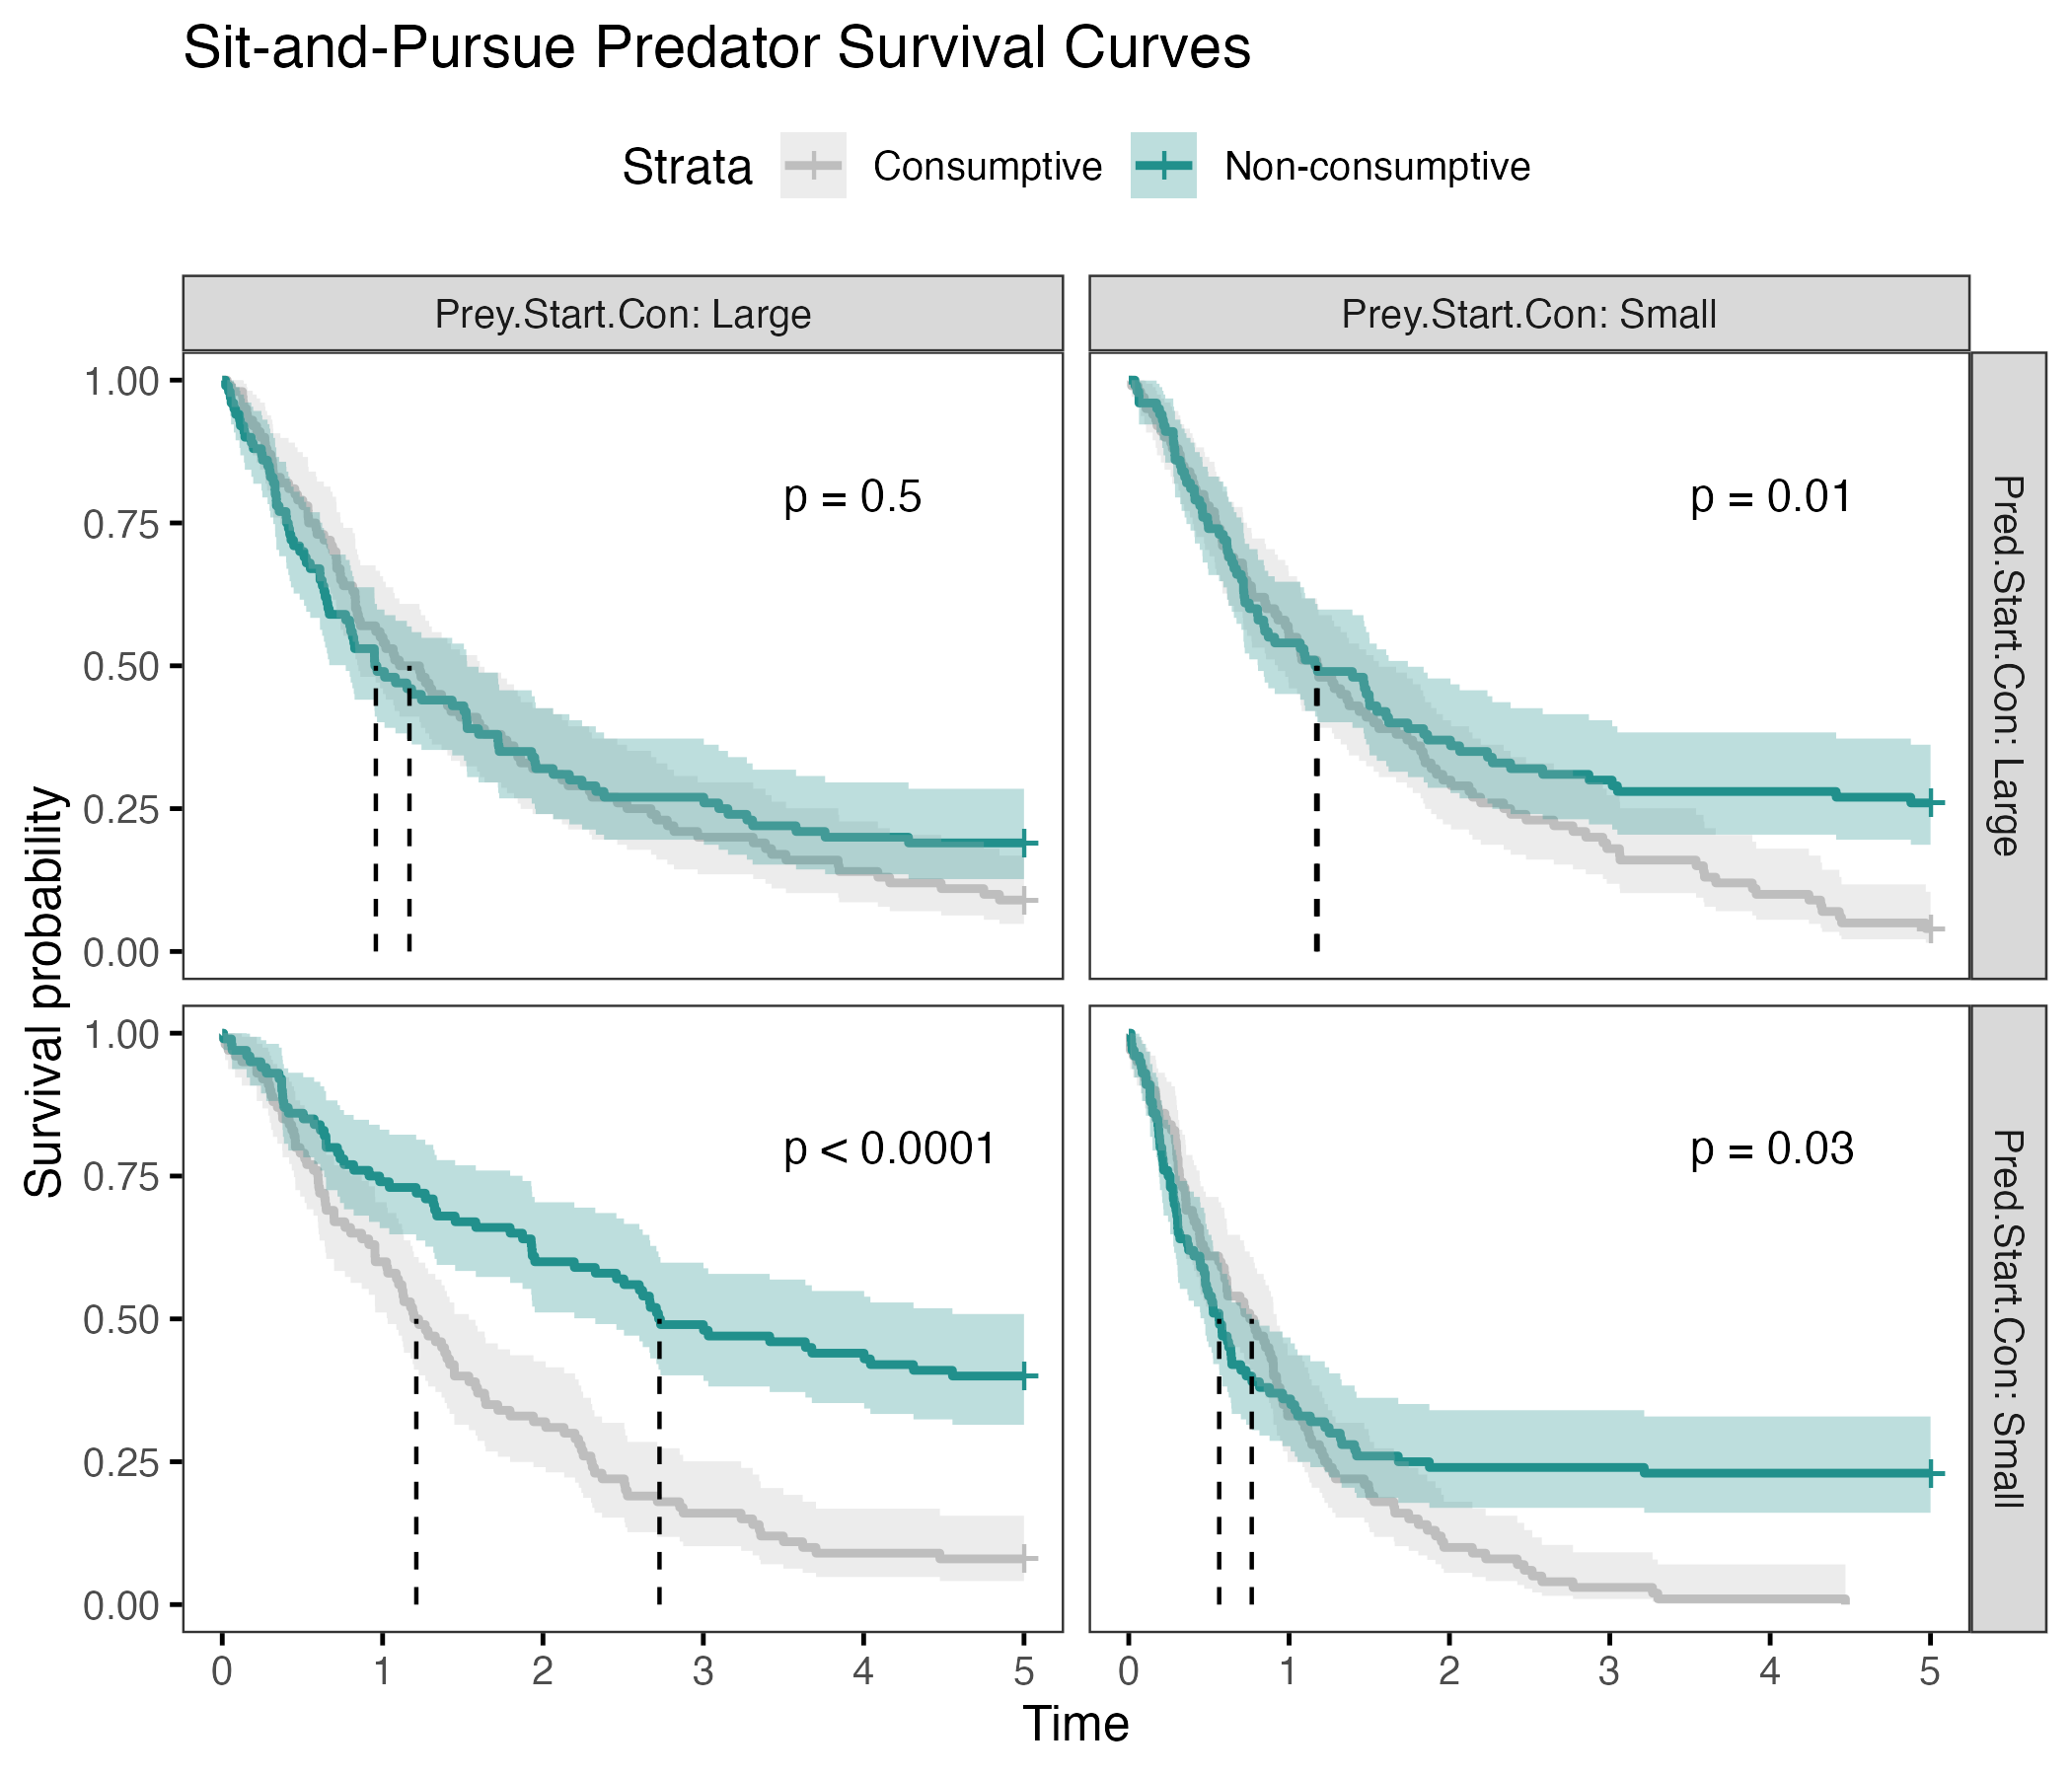 Sit-and-Pursue Predator Survival Curves
Strata Consumptive Non-consumptive
Prey.Start.Con: Large
Prey.Start.Con: Small
1.00
0.75
0.50
0.25
0.00
p = 0.5
p = 0.01
Pred.Start.Con: Large
Survival probability
1.00
0.75
0.50
0.25
0.00
p < 0.0001
p = 0.03
Pred.Start.Con: Small
0 1 2 3 4 5
0 1 2 3 4 5
Time